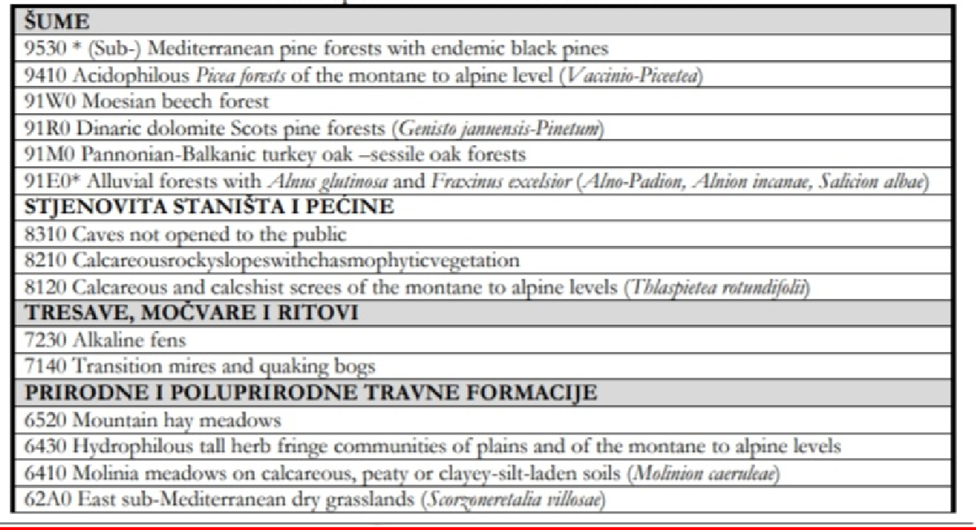 ŠUME
9530 * (Sub-) Mediterranean pine forests with endemic black pines
9410 Acidophilous Picea forests of the montane to alpine level (Vaccinio-Piceetea)
91W0 Moesian beech forest
91R0 Dinaric dolomite Scots pine forests (Genisto januensis-Pinetum)
91M0 Pannonian-Balkanic turkey oak –sessile oak forests
91E0* Alluvial forests with Alnus glutinosa and Fraxinus excelsior (Alno-Padion, Alnion incanae, Salicion albae)
STJENOVITA STANIŠTA I PEĆINE
8310 Caves not opened to the public
8210 Calcareousrockyslopeswithchasmophyticvegetation
8120 Calcareous and calcshist screes of the montane to alpine levels (Thlaspietea rotundifolii)
TRESAVE, MOČVARE I RITOVI
7230 Alkaline fens
7140 Transition mires and quaking bogs
PRIRODNE I POLUPRIRODNE TRAVNE FORMACIJE
6520 Mountain hay meadows
6430 Hydrophilous tall herb fringe communities of plains and of the montane to alpine levels
6410 Molinia meadows on calcareous, peaty or clayey-silt-laden soils (Molinion caeruleae)
62A0 East sub-Mediterranean dry grasslands (Scorzoneretalia villosae)